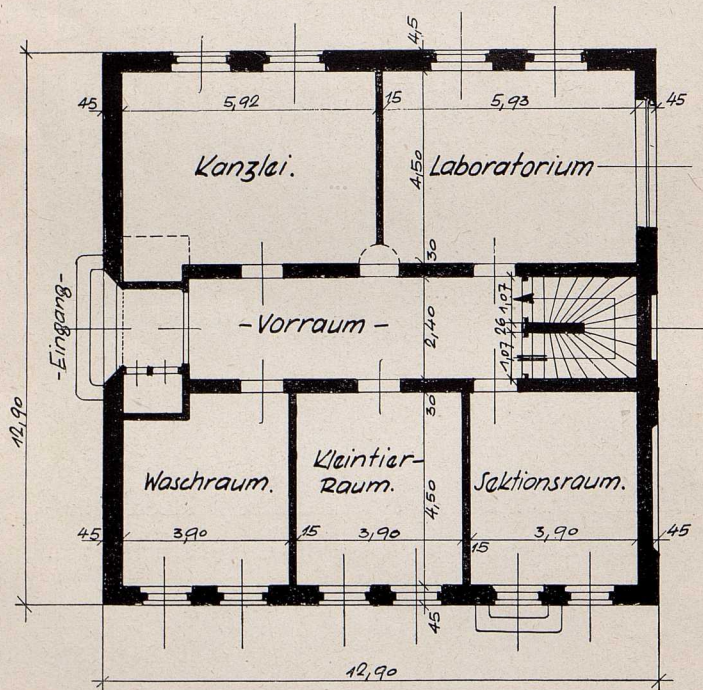 4,5
45
5,92
15
5,93
45
Kanzlei.
4,50
Laboratorium
30
-Eingang-
-Vorraum-
2,40
1,07 26 1,07
12,90
30
Waschraum.
Kleintier-
Raum.
4,50
Sektionsraum.
45
3,90
15
3,90
15
3,90
45
45
12,90